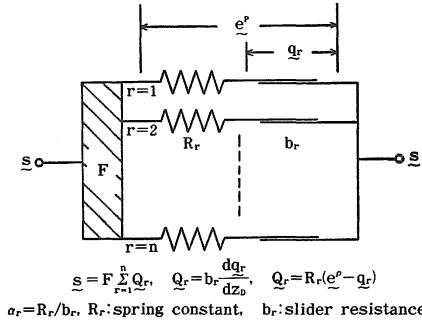 e^p
q_r
r=1
r=2
R_r b_r
s F s
r=n
s = F Σ_{r=1}^{n} Q_r, Q_r = b_r dq_r/dz_D, Q_r = R_r(e^p - q_r)
α_r = R_r/b_r, R_r: spring constant, b_r: slider resistance